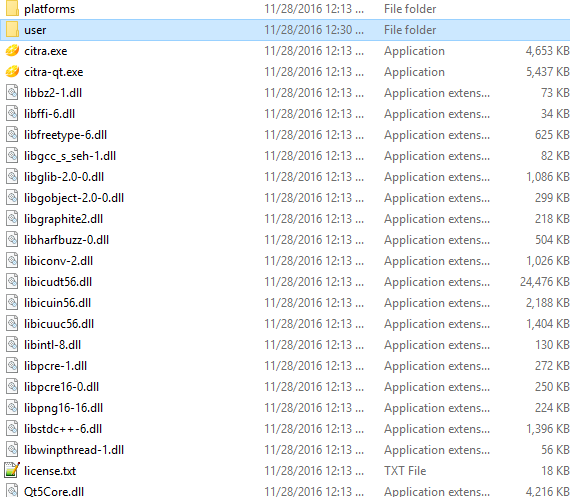 platforms 11/28/2016 12:13 ... File folder
user 11/28/2016 12:30 ... File folder
citra.exe 11/28/2016 12:13 ... Application 4,653 KB
citra-qt.exe 11/28/2016 12:13 ... Application 5,437 KB
libbz2-1.dll 11/28/2016 12:13 ... Application extens... 73 KB
libffi-6.dll 11/28/2016 12:13 ... Application extens... 34 KB
libfreetype-6.dll 11/28/2016 12:13 ... Application extens... 625 KB
libgcc_s_seh-1.dll 11/28/2016 12:13 ... Application extens... 82 KB
libglib-2.0-0.dll 11/28/2016 12:13 ... Application extens... 1,086 KB
libgobject-2.0-0.dll 11/28/2016 12:13 ... Application extens... 299 KB
libgraphite2.dll 11/28/2016 12:13 ... Application extens... 218 KB
libharfbuzz-0.dll 11/28/2016 12:13 ... Application extens... 504 KB
libiconv-2.dll 11/28/2016 12:13 ... Application extens... 1,026 KB
libicudt56.dll 11/28/2016 12:13 ... Application extens... 24,476 KB
libicuin56.dll 11/28/2016 12:13 ... Application extens... 2,188 KB
libicuuc56.dll 11/28/2016 12:13 ... Application extens... 1,404 KB
libintl-8.dll 11/28/2016 12:13 ... Application extens... 130 KB
libpcre-1.dll 11/28/2016 12:13 ... Application extens... 272 KB
libpcre16-0.dll 11/28/2016 12:13 ... Application extens... 250 KB
libpng16-16.dll 11/28/2016 12:13 ... Application extens... 224 KB
libstdc++-6.dll 11/28/2016 12:13 ... Application extens... 1,396 KB
libwinpthread-1.dll 11/28/2016 12:13 ... Application extens... 56 KB
license.txt 11/28/2016 12:13 ... TXT File 18 KB
Qt5Core.dll 11/28/2016 12:13 ... Application extens... 4,216 KB